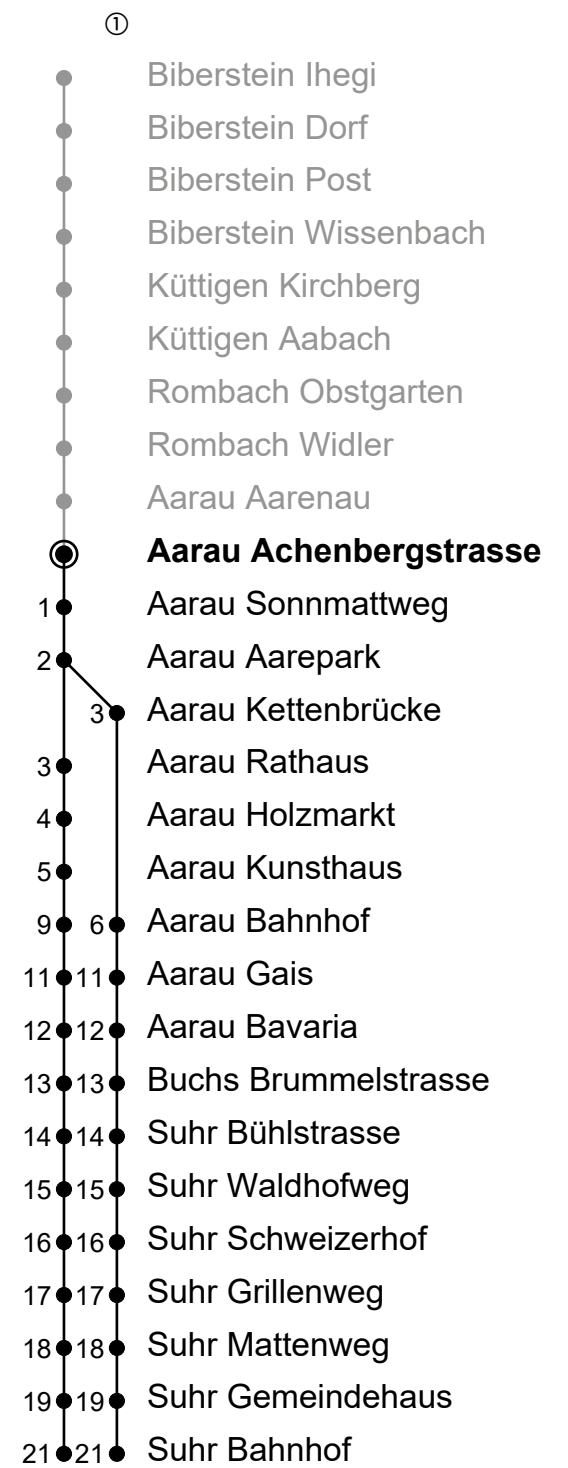 ①
Biberstein Ihegi
Biberstein Dorf
Biberstein Post
Biberstein Wissenbach
Küttigen Kirchberg
Küttigen Aabach
Rombach Obstgarten
Rombach Widler
Aarau Aarenau
Aarau Achenbergstrasse
1 Aarau Sonnmattweg
2 Aarau Aarepark
3 Aarau Kettenbrücke
3 Aarau Rathaus
4 Aarau Holzmarkt
5 Aarau Kunsthaus
9 6 Aarau Bahnhof
11 11 Aarau Gais
12 12 Aarau Bavaria
13 13 Buchs Brummelstrasse
14 14 Suhr Bühlstrasse
15 15 Suhr Waldhofweg
16 16 Suhr Schweizerhof
17 17 Suhr Grillenweg
18 18 Suhr Mattenweg
19 19 Suhr Gemeindehaus
21 21 Suhr Bahnhof